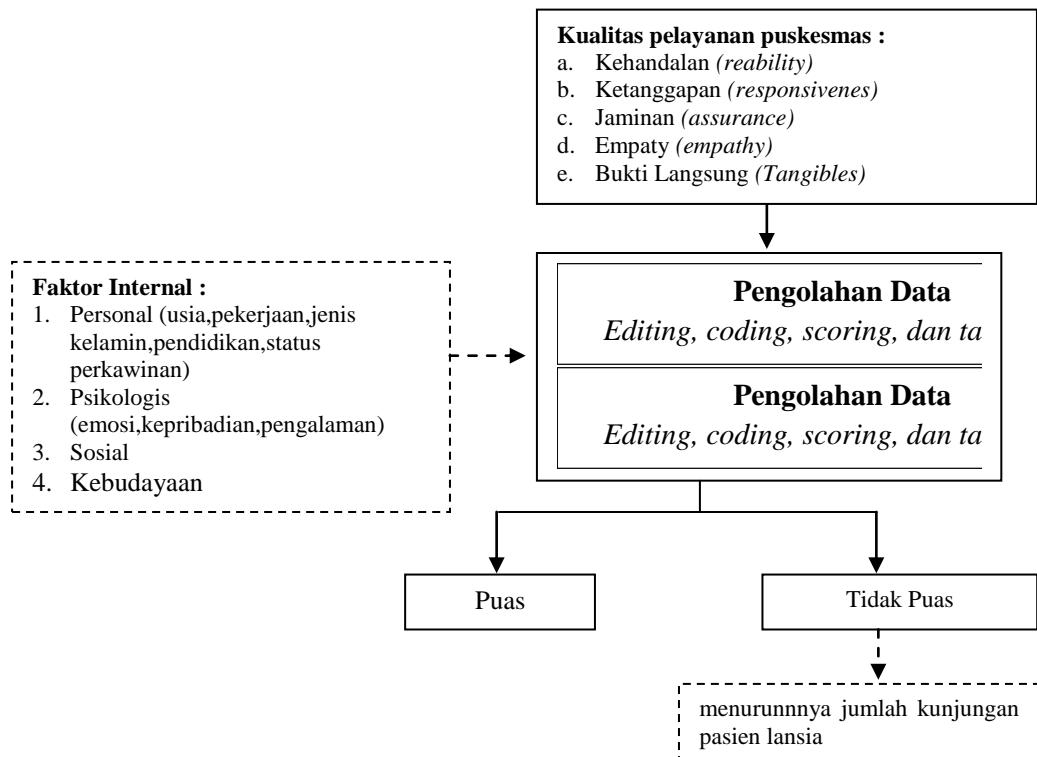 Kualitas pelayanan puskesmas :
a. Kehandalan (reability)
b. Ketanggapan (responsivenes)
c. Jaminan (assurance)
d. Empaty (empathy)
e. Bukti Langsung (Tangibles)
Faktor Internal :
1. Personal (usia,pekerjaan,jenis
kelamin,pendidikan,status
perkawinan)
2. Psikologis
(emosi,kepribadian,pengalaman)
3. Sosial
4. Kebudayaan
Pengolahan Data
Editing, coding, scoring, dan ta
Pengolahan Data
Editing, coding, scoring, dan ta
Puas
Tidak Puas
menurunnnya jumlah kunjungan
pasien lansia